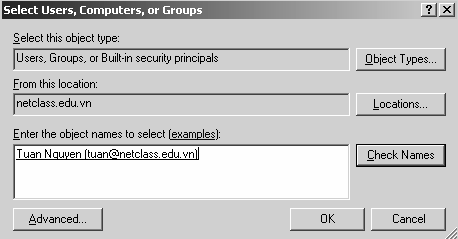 Select Users, Computers, or Groups
Select this object type:
Users, Groups, or Built-in security principals
Object Types...
From this location:
netclass.edu.vn
Locations...
Enter the object names to select (examples):
Tuan Nguyen (tuan@netclass.edu.vn)
Check Names
Advanced...
OK
Cancel